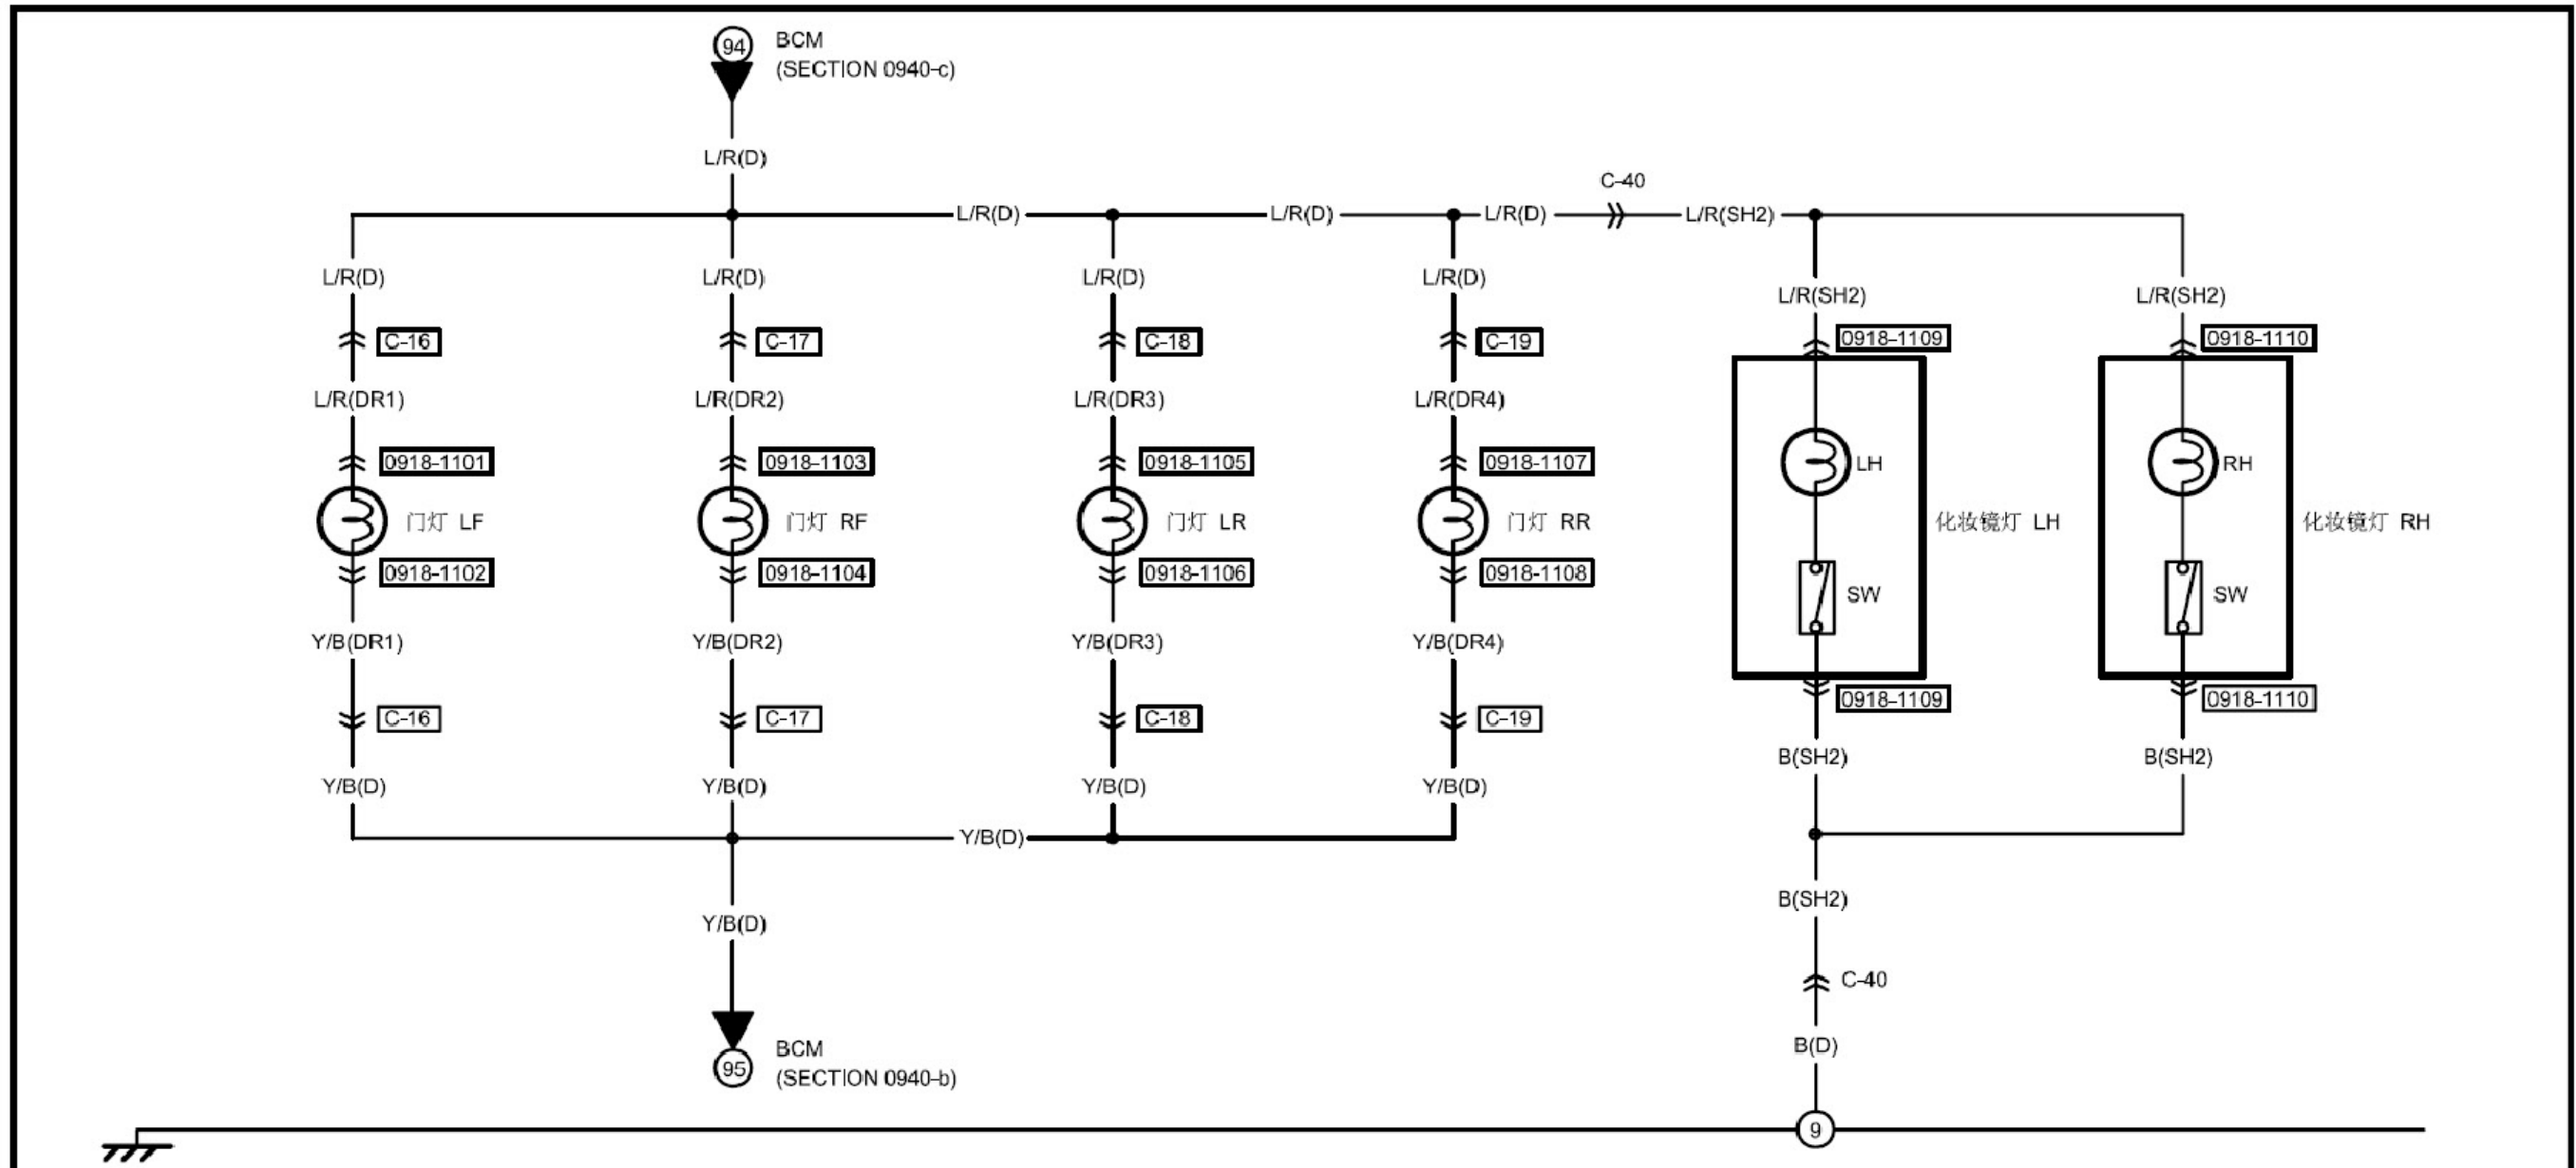 94 BCM
(SECTION 0940-c)
L/R(D)
C-40
L/R(D) L/R(D) L/R(D) L/R(SH2)
L/R(D) L/R(D) L/R(D) L/R(D) L/R(SH2) L/R(SH2)
C-16 C-17 C-18 C-19 0918-1109 0918-1110
L/R(DR1) L/R(DR2) L/R(DR3) L/R(DR4)
0918-1101 0918-1103 0918-1105 0918-1107 LH RH
门灯 LF 门灯 RF 门灯 LR 门灯 RR 化妆镜灯 LH 化妆镜灯 RH
0918-1102 0918-1104 0918-1106 0918-1108 SW SW
Y/B(DR1) Y/B(DR2) Y/B(DR3) Y/B(DR4)
C-16 C-17 C-18 C-19 0918-1109 0918-1110
B(SH2) B(SH2)
Y/B(D) Y/B(D) Y/B(D) Y/B(D)
Y/B(D)
B(SH2)
Y/B(D)
C-40
95 BCM
(SECTION 0940-b)
B(D)
9